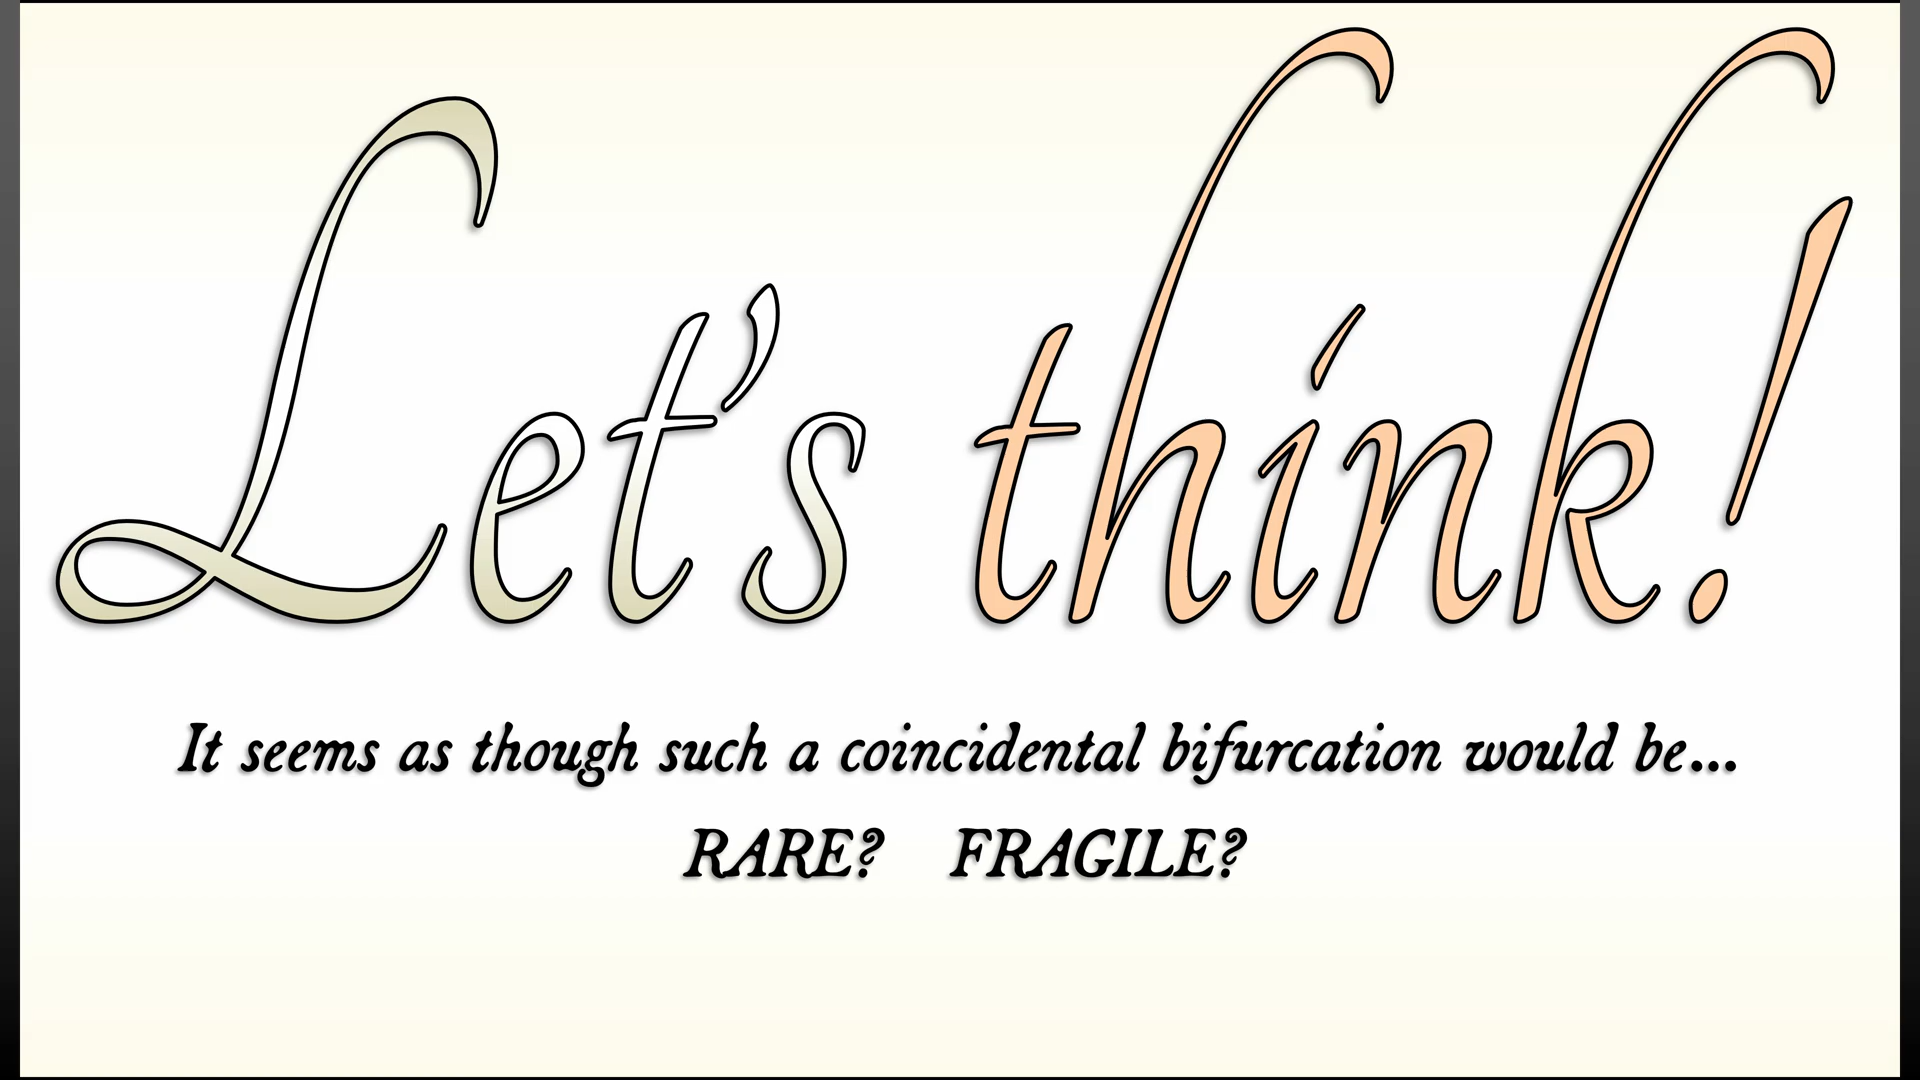 Let's think!
It seems as though such a coincidental bifurcation would be...
RARE? FRAGILE?